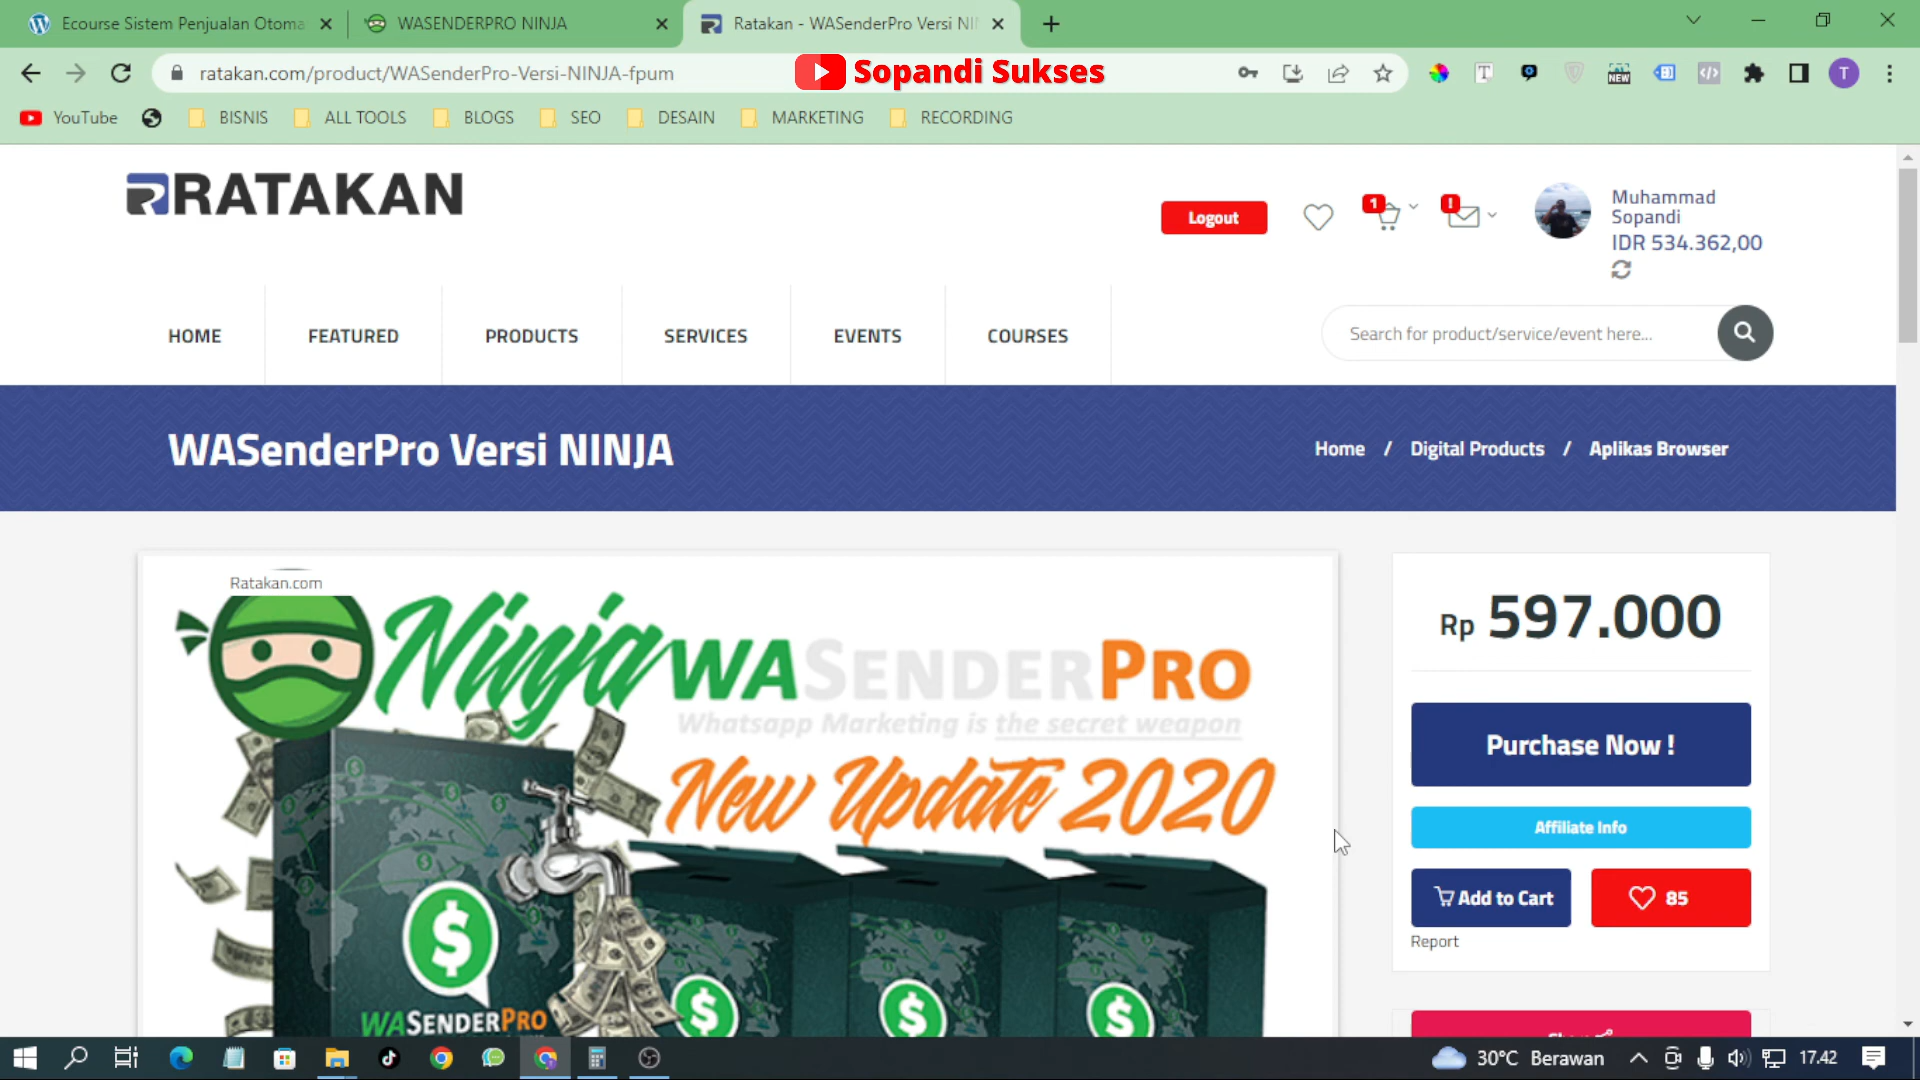 Ecourse Sistem Penjualan Otoma
WASENDERPRO NINJA
Ratakan - WASenderPro Versi NI
ratakan.com/product/WASenderPro-Versi-NINJA-fpum
Sopandi Sukses
T
NEW
T
YouTube
BISNIS
ALL TOOLS
BLOGS
SEO
DESAIN
MARKETING
RECORDING
RATAKAN
Logout
1
!
Muhammad
Sopandi
IDR 534.362,00
HOME
FEATURED
PRODUCTS
SERVICES
EVENTS
COURSES
Search for product/service/event here...
WASenderPro Versi NINJA
Home / Digital Products / Aplikas Browser
Ratakan.com
Ninja WASENDERPRO
Whatsapp Marketing is the secret weapon
New Update 2020
WASENDERPRO
Rp 597.000
Purchase Now !
Affiliate Info
Add to Cart
85
Report
30°C Berawan
17.42